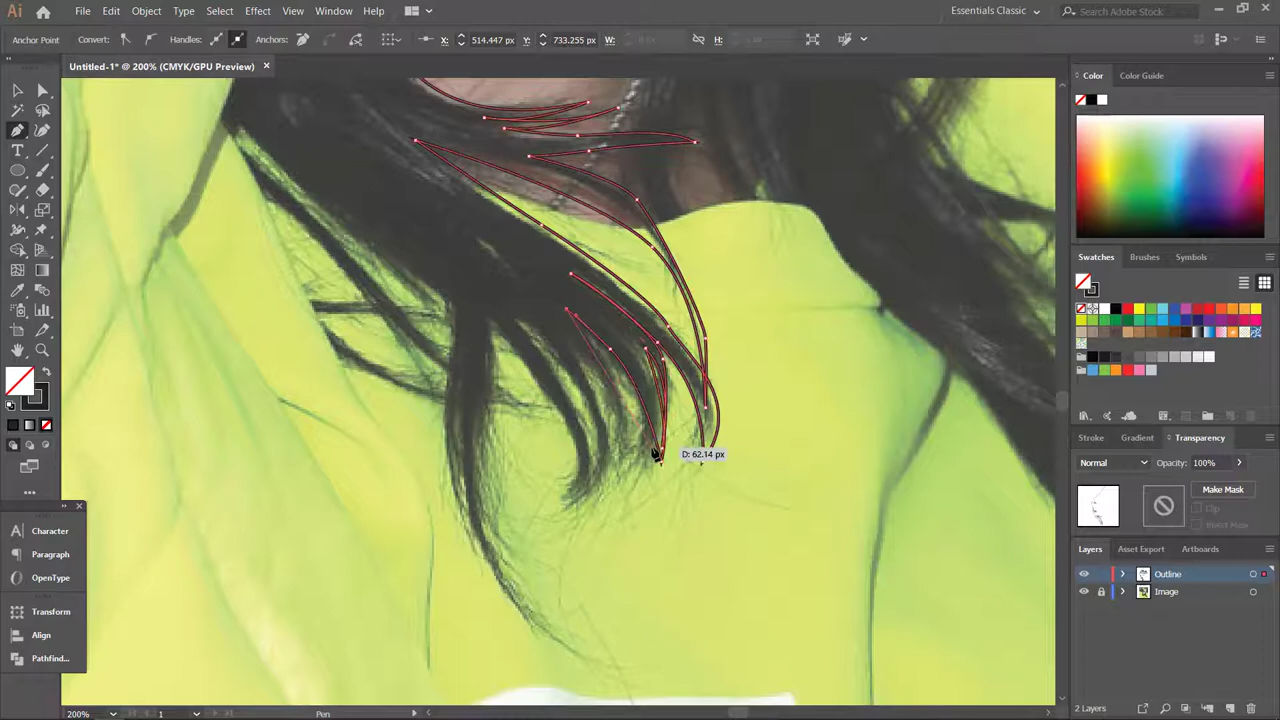 Ai File Edit Object Type Select Effect View Window Help Essentials Classic Search Adobe Stock
Anchor Point Convert: Handles: Anchors: X: 514.447 px Y: 733.255 px W: H:
Untitled-1* @ 200% (CMYK/GPU Preview) ×
Color Color Guide
Swatches Brushes Symbols
Stroke Gradient Transparency
Normal Opacity: 100%
Make Mask
Clip
Invert Mask
Layers Asset Export Artboards
Outline
Image
2 Layers
D: 62.14 px
Character
Paragraph
OpenType
Transform
Align
Pathfind...
200% 1 Pen